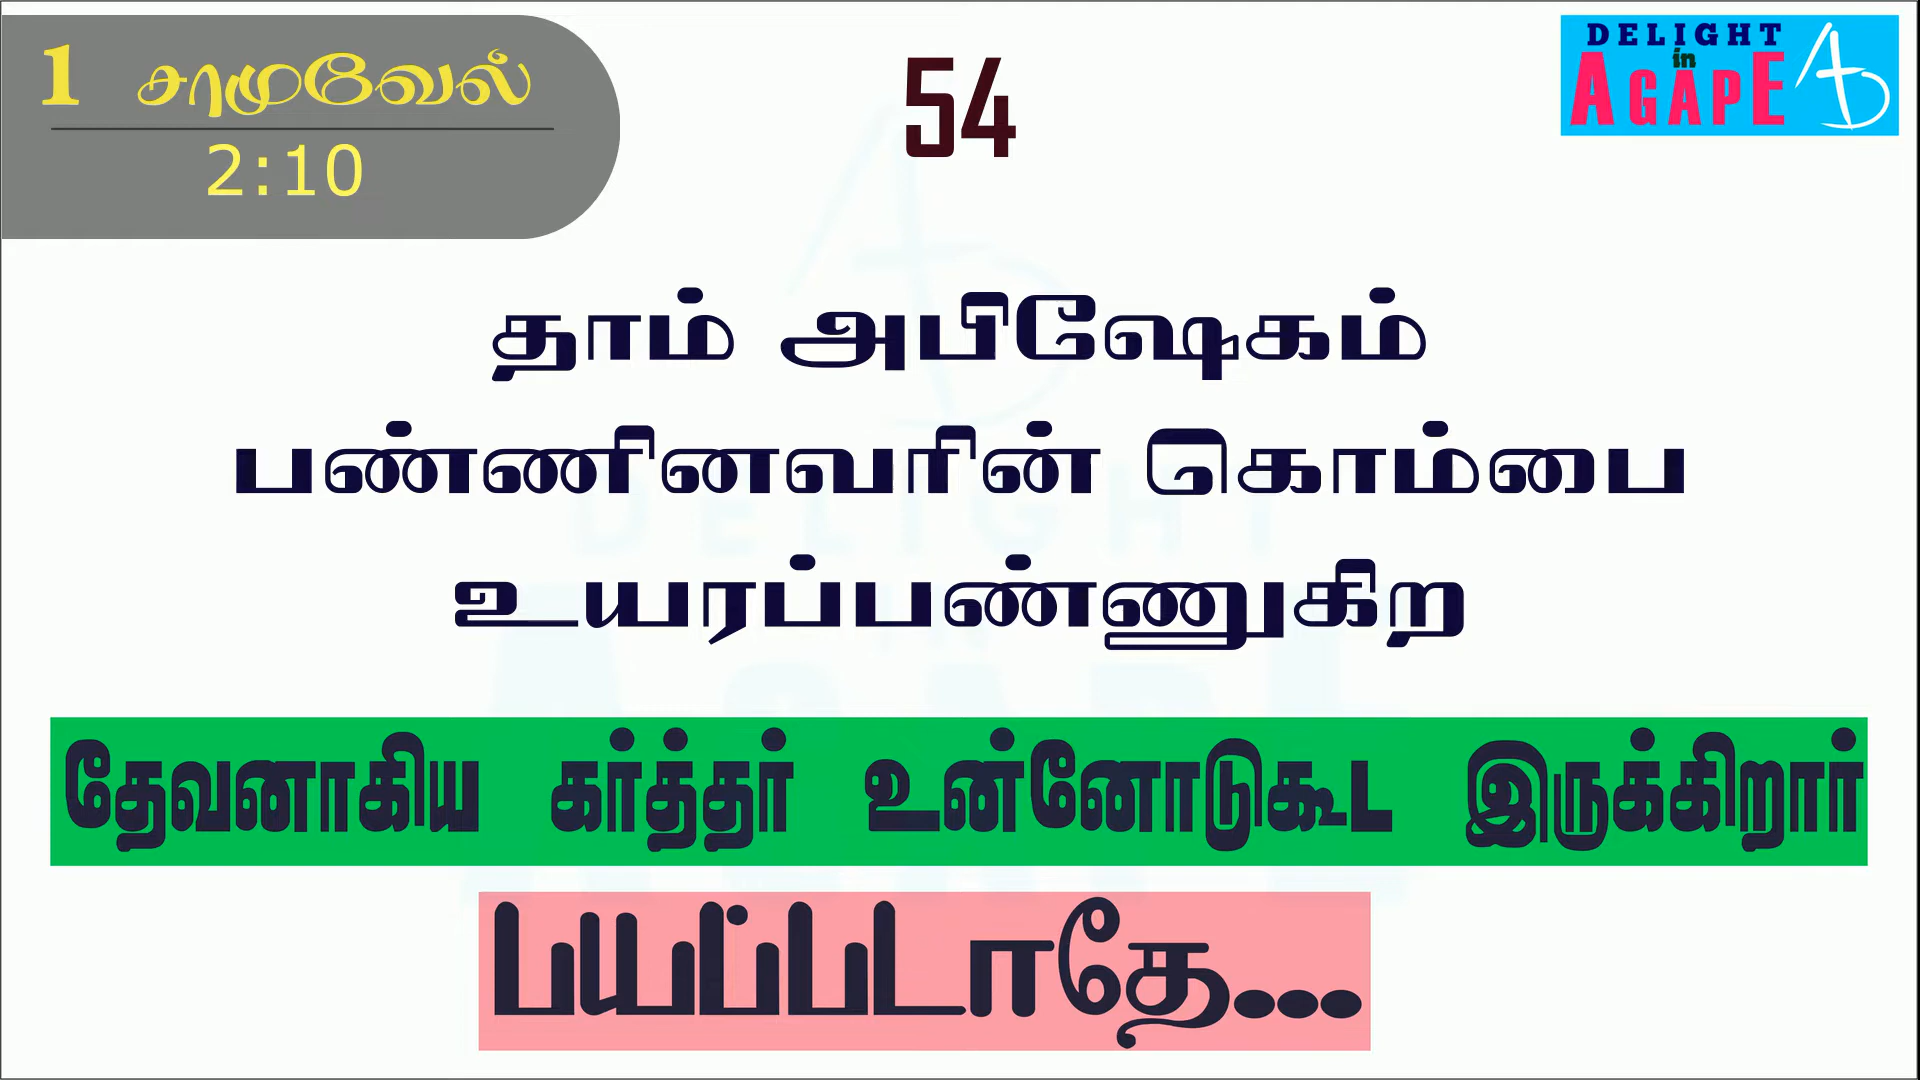 1 சாமுவேல்
2:10
54
DELIGHT
in
AGAPE
தாம் அபிஷேகம்
பண்ணினவரின் கொம்பை
உயரப்பண்ணுகிற
தேவனாகிய கர்த்தர் உன்னோடுகூட இருக்கிறார்
பயப்படாதே...